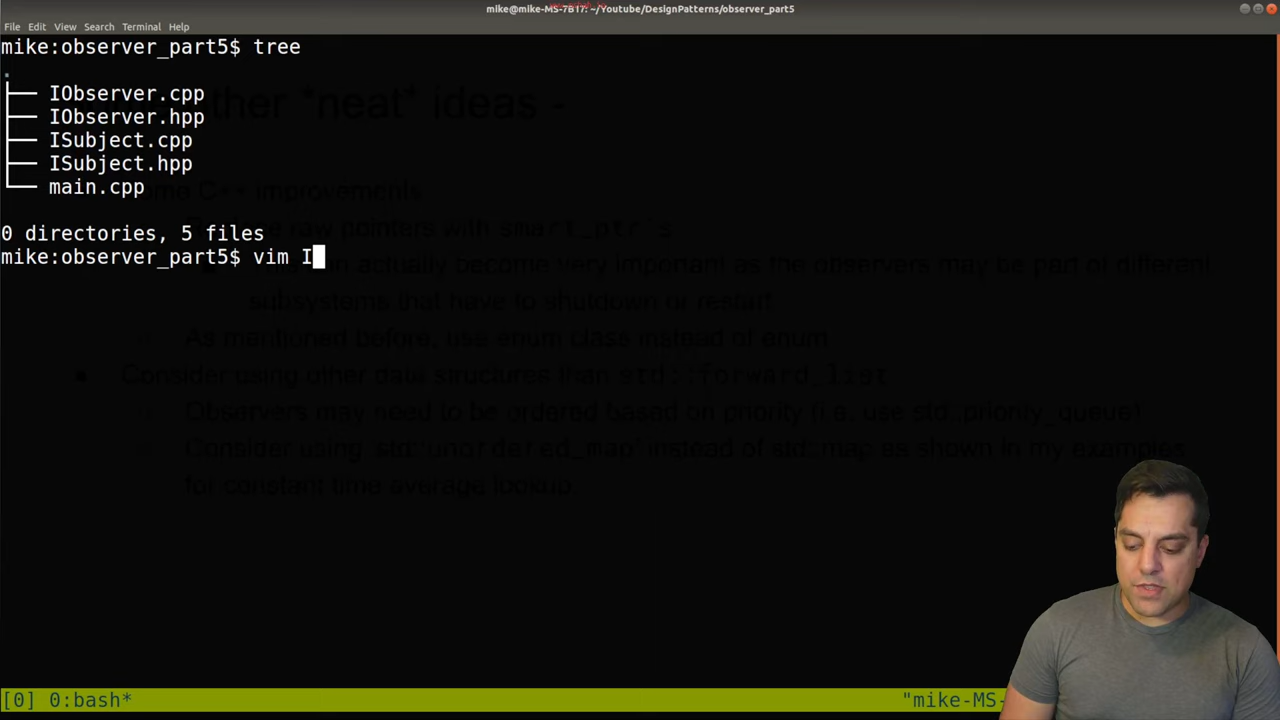 mike@mike-MS-7B17: ~/Youtube/DesignPatterns/observer_part5
File Edit View Search Terminal Help
mike:observer_part5$ tree
.
├── IObserver.cpp
├── IObserver.hpp
├── ISubject.cpp
├── ISubject.hpp
└── main.cpp
0 directories, 5 files
mike:observer_part5$ vim I
ther *neat* ideas -
ome C++ improvements
raw pointers with smart_ptr's
actually become very important as the observers may be part of different
subsystems that have to shutdown or restart
As mentioned before, use enum class instead of enum
Consider using other data structures than std::forward_list
Observers may need to be ordered based on priority (i.e. use std::priority_queue)
Consider using std::unordered_map instead of std::map as shown in my examples
for constant time average lookup
[0] 0:bash* "mike-MS-